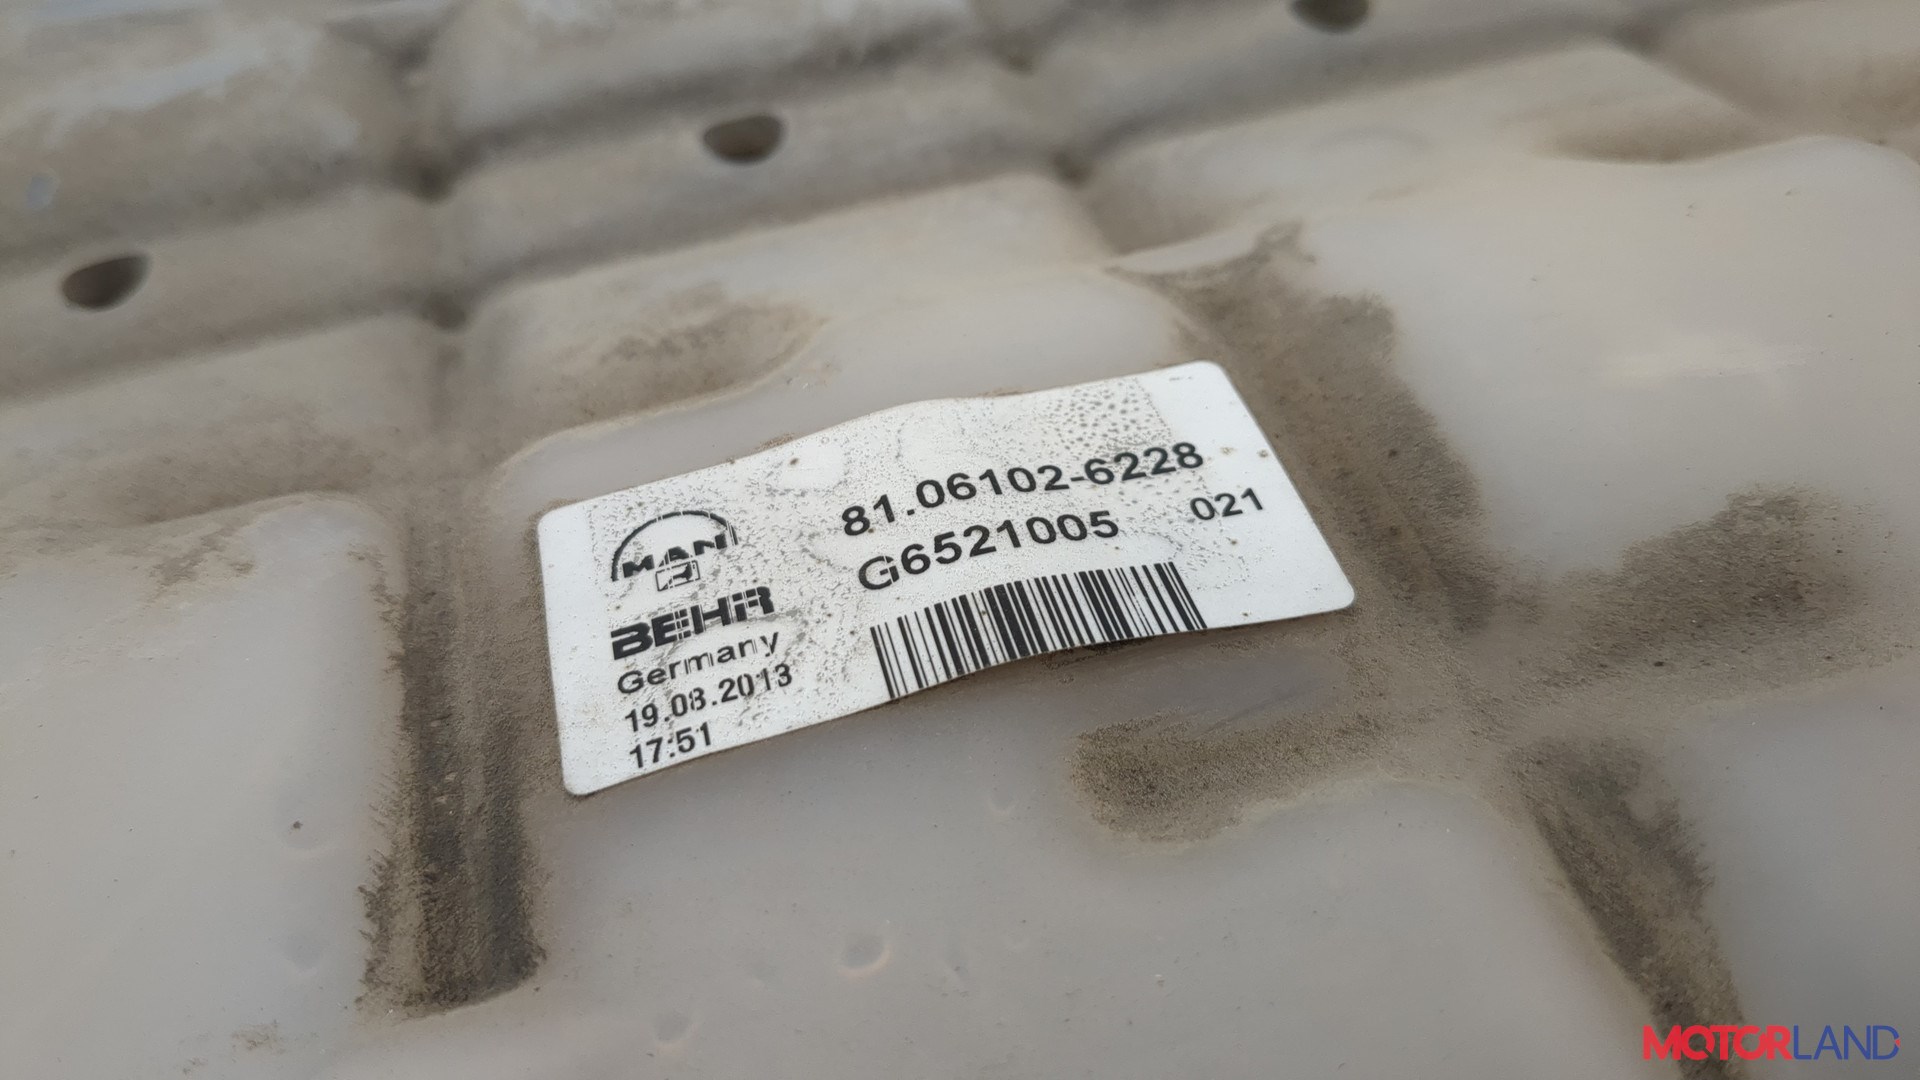 MAN
BEHR
Germany
19.08.2013
17:51
81.06102-6228
G6521005
021
MOTORLAND